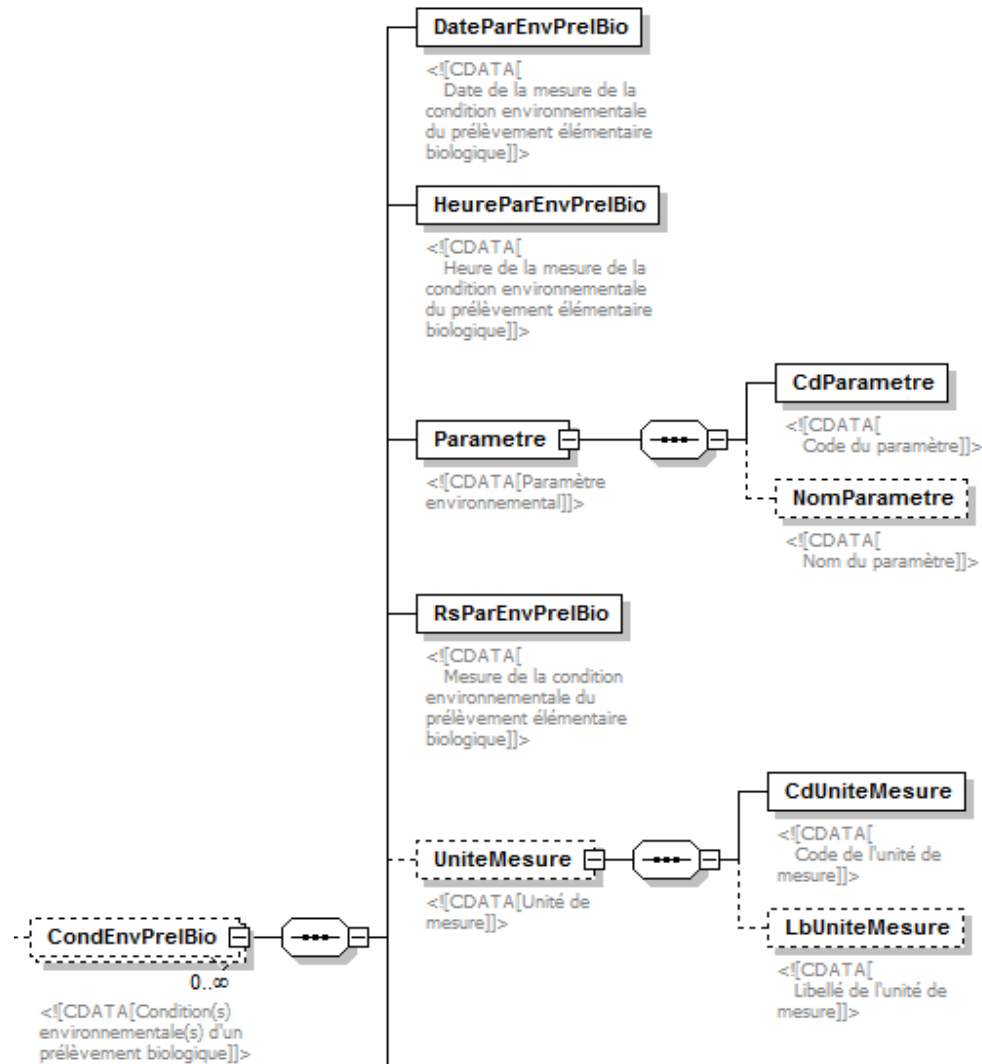 DateParEnvPrelBio
<![CDATA[
Date de la mesure de la
condition environnementale
du prélèvement élémentaire
biologique]]>
HeureParEnvPrelBio
<![CDATA[
Heure de la mesure de la
condition environnementale
du prélèvement élémentaire
biologique]]>
Parametre
<![CDATA[Paramètre
environnemental]]>
CdParametre
<![CDATA[
Code du paramètre]]>
NomParametre
<![CDATA[
Nom du paramètre]]>
RsParEnvPrelBio
<![CDATA[
Mesure de la condition
environnementale du
prélèvement élémentaire
biologique]]>
UniteMesure
<![CDATA[Unité de
mesure]]>
CdUniteMesure
<![CDATA[
Code de l'unité de
mesure]]>
LbUniteMesure
<![CDATA[
Libellé de l'unité de
mesure]]>
CondEnvPrelBio
0..∞
<![CDATA[Condition(s)
environnementale(s) d'un
prélèvement biologique]]>